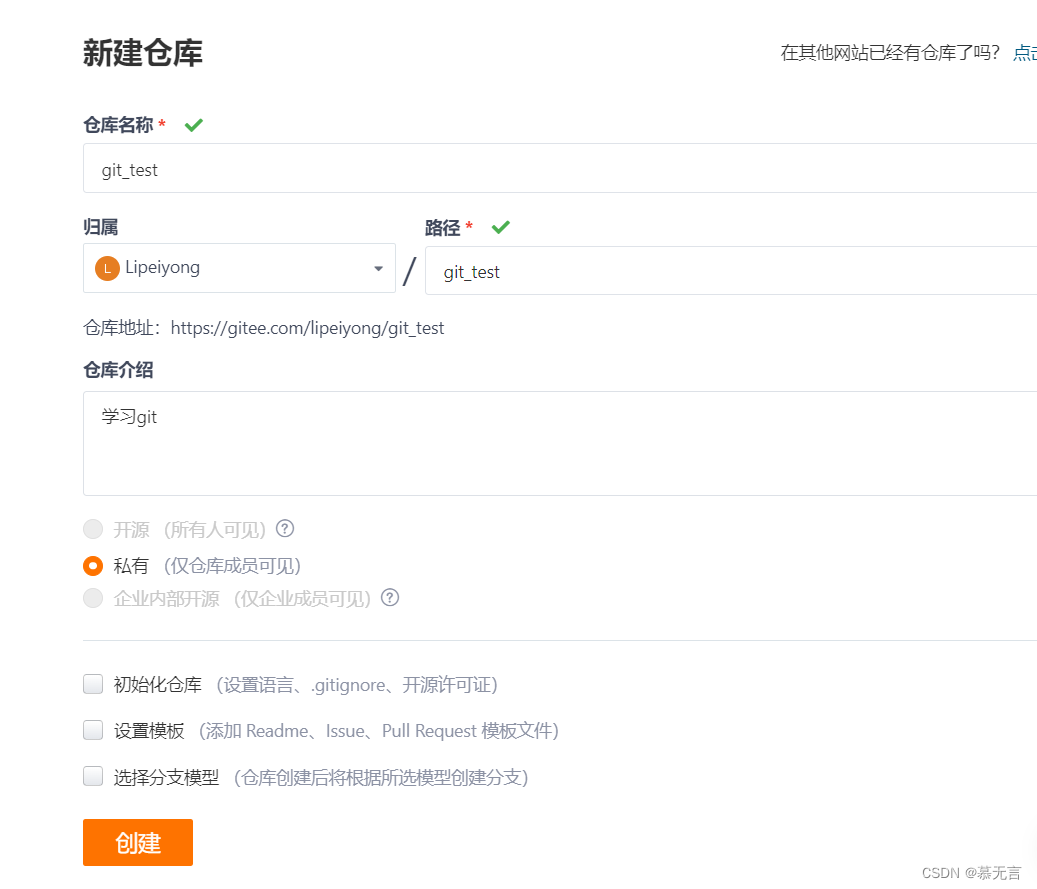 新建仓库
在其他网站已经有仓库了吗? 点击
仓库名称 *
git_test
归属
路径 *
L Lipeiyong
/
git_test
仓库地址：https://gitee.com/lipeiyong/git_test
仓库介绍
学习git
开源 （所有人可见） ?
私有 （仅仓库成员可见）
企业内部开源 （仅企业成员可见） ?
初始化仓库 （设置语言、.gitignore、开源许可证）
设置模板 （添加 Readme、Issue、Pull Request 模板文件）
选择分支模型 （仓库创建后将根据所选模型创建分支）
创建
CSDN @慕无言